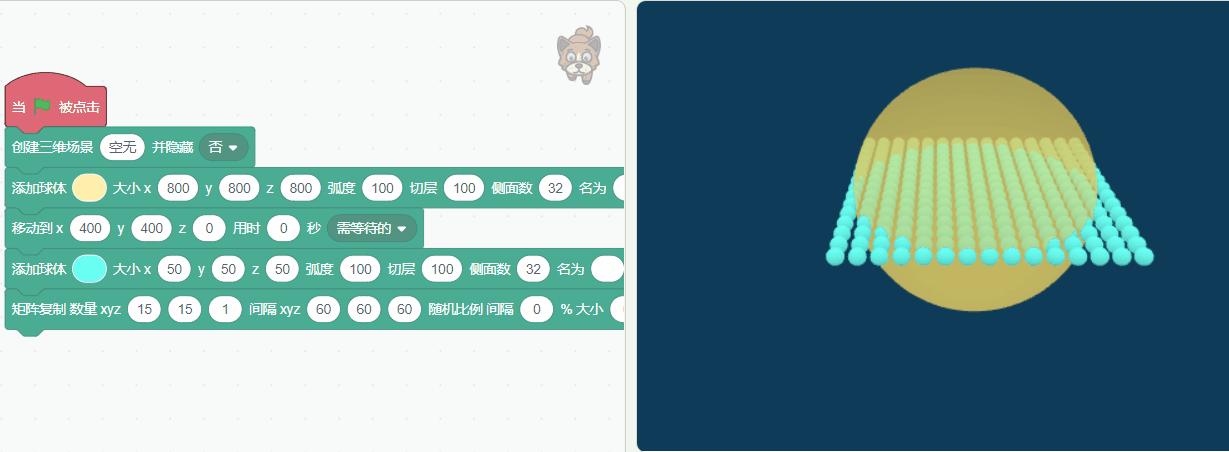 当 被点击
创建三维场景 空无 并隐藏 否
添加球体 大小 x 800 y 800 z 800 弧度 100 切层 100 侧面数 32 名为
移动到 x 400 y 400 z 0 用时 0 秒 需等待的
添加球体 大小 x 50 y 50 z 50 弧度 100 切层 100 侧面数 32 名为
矩阵复制 数量 xyz 15 15 1 间隔 xyz 60 60 60 随机比例 间隔 0 % 大小